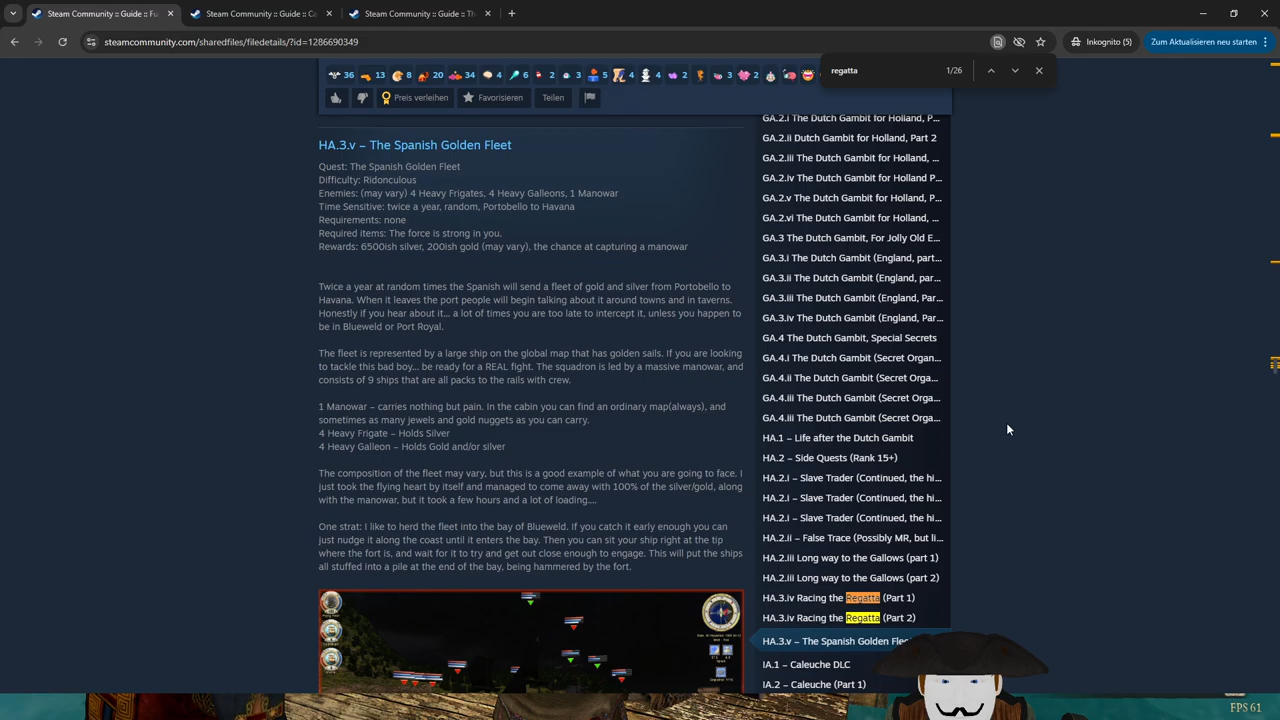 Steam Community :: Guide :: Fu
Steam Community :: Guide :: Ca
Steam Community :: Guide :: Th
steamcommunity.com/sharedfiles/filedetails/?id=1286690349
Inkognito (5)
Zum Aktualisieren neu starten
regatta
1/26
36 13 8 20 34 4 6 2 3 5 4 4 2 3 2
Preis verleihen
Favorisieren
Teilen
HA.3.v – The Spanish Golden Fleet
Quest: The Spanish Golden Fleet
Difficulty: Ridonculous
Enemies: (may vary) 4 Heavy Frigates, 4 Heavy Galleons, 1 Manowar
Time Sensitive: twice a year, random, Portobello to Havana
Requirements: none
Required items: The force is strong in you.
Rewards: 6500ish silver, 200ish gold (may vary), the chance at capturing a manowar
Twice a year at random times the Spanish will send a fleet of gold and silver from Portobello to
Havana. When it leaves the port people will begin talking about it around towns and in taverns.
Honestly if you hear about it... a lot of times you are too late to intercept it, unless you happen to
be in Blueweld or Port Royal.
The fleet is represented by a large ship on the global map that has golden sails. If you are looking
to tackle this bad boy... be ready for a REAL fight. The squadron is led by a massive manowar, and
consists of 9 ships that are all packs to the rails with crew.
1 Manowar – carries nothing but pain. In the cabin you can find an ordinary map(always), and
sometimes as many jewels and gold nuggets as you can carry.
4 Heavy Frigate – Holds Silver
4 Heavy Galleon – Holds Gold and/or silver
The composition of the fleet may vary, but this is a good example of what you are going to face. I
just took the flying heart by itself and managed to come away with 100% of the silver/gold, along
with the manowar, but it took a few hours and a lot of loading....
One strat: I like to herd the fleet into the bay of Blueweld. If you catch it early enough you can
just nudge it along the coast until it enters the bay. Then you can sit your ship right at the tip
where the fort is, and wait for it to try and get out close enough to engage. This will put the ships
all stuffed into a pile at the end of the bay, being hammered by the fort.
GA.2.i The Dutch Gambit for Holland, P...
GA.2.ii Dutch Gambit for Holland, Part 2
GA.2.iii The Dutch Gambit for Holland, ...
GA.2.iv The Dutch Gambit for Holland P...
GA.2.v The Dutch Gambit for Holland, P...
GA.2.vi The Dutch Gambit for Holland, ...
GA.3 The Dutch Gambit, For Jolly Old E...
GA.3.i The Dutch Gambit (England, part...
GA.3.ii The Dutch Gambit (England, par...
GA.3.iii The Dutch Gambit (England, Par...
GA.3.iv The Dutch Gambit (England, Par...
GA.4 The Dutch Gambit, Special Secrets
GA.4.i The Dutch Gambit (Secret Organ...
GA.4.ii The Dutch Gambit (Secret Orga...
GA.4.iii The Dutch Gambit (Secret Orga...
GA.4.iii The Dutch Gambit (Secret Orga...
HA.1 – Life after the Dutch Gambit
HA.2 – Side Quests (Rank 15+)
HA.2.i – Slave Trader (Continued, the hi...
HA.2.i – Slave Trader (Continued, the hi...
HA.2.i – Slave Trader (Continued, the hi...
HA.2.ii – False Trace (Possibly MR, but li...
HA.2.iii Long way to the Gallows (part 1)
HA.2.iii Long way to the Gallows (part 2)
HA.3.iv Racing the Regatta (Part 1)
HA.3.iv Racing the Regatta (Part 2)
HA.3.v – The Spanish Golden Flee
IA.1 – Caleuche DLC
IA.2 – Caleuche (Part 1)
FPS 61